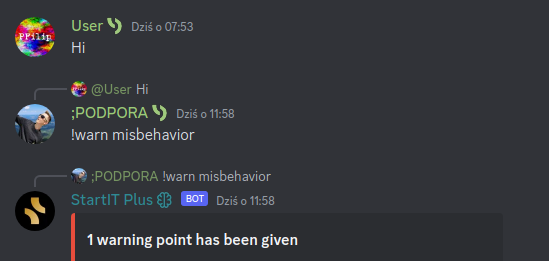 PFilip
User Dziś o 07:53
Hi
@User Hi
;PODPORA Dziś o 11:58
!warn misbehavior
;PODPORA !warn misbehavior
StartIT Plus BOT Dziś o 11:58
1 warning point has been given